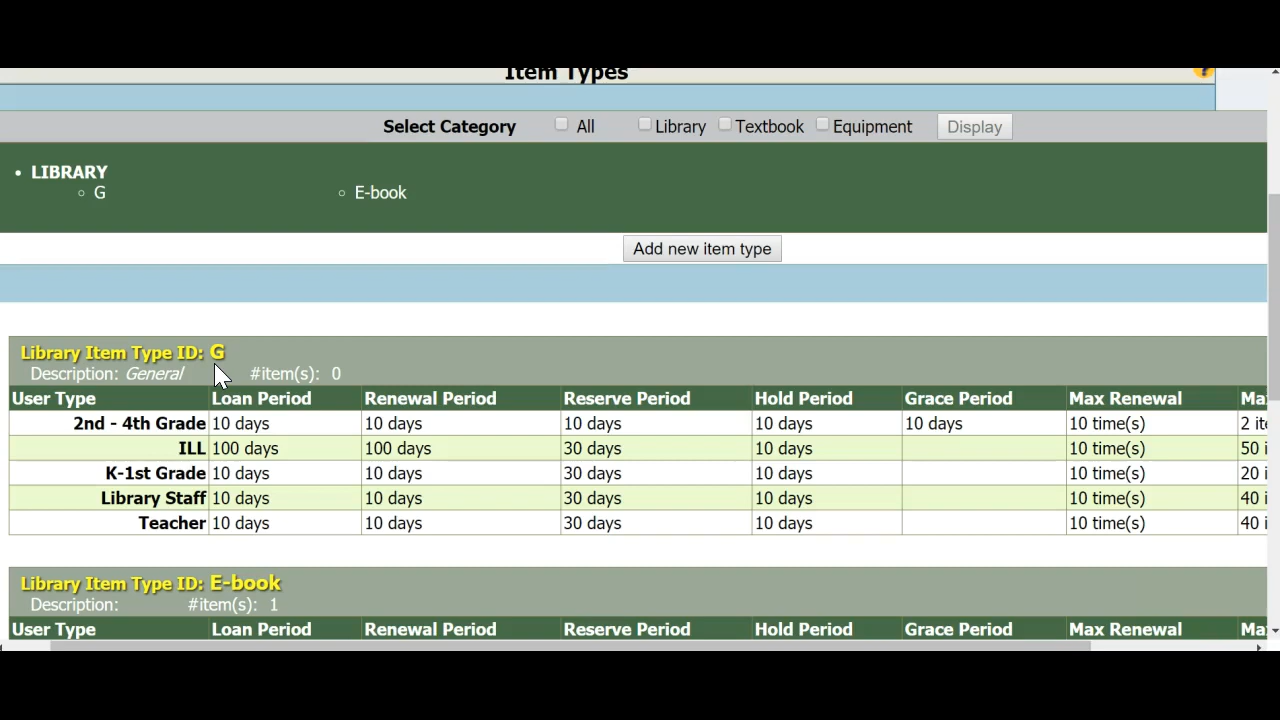 Item Types
Select Category All Library Textbook Equipment Display
LIBRARY
G E-book
Add new item type
Library Item Type ID: G
Description: General #item(s): 0
User Type Loan Period Renewal Period Reserve Period Hold Period Grace Period Max Renewal
2nd - 4th Grade 10 days 10 days 10 days 10 days 10 days 10 time(s) 2
ILL 100 days 100 days 30 days 10 days 10 time(s) 50
K-1st Grade 10 days 10 days 30 days 10 days 10 time(s) 20
Library Staff 10 days 10 days 30 days 10 days 10 time(s) 40
Teacher 10 days 10 days 30 days 10 days 10 time(s) 40
Library Item Type ID: E-book
Description: #item(s): 1
User Type Loan Period Renewal Period Reserve Period Hold Period Grace Period Max Renewal